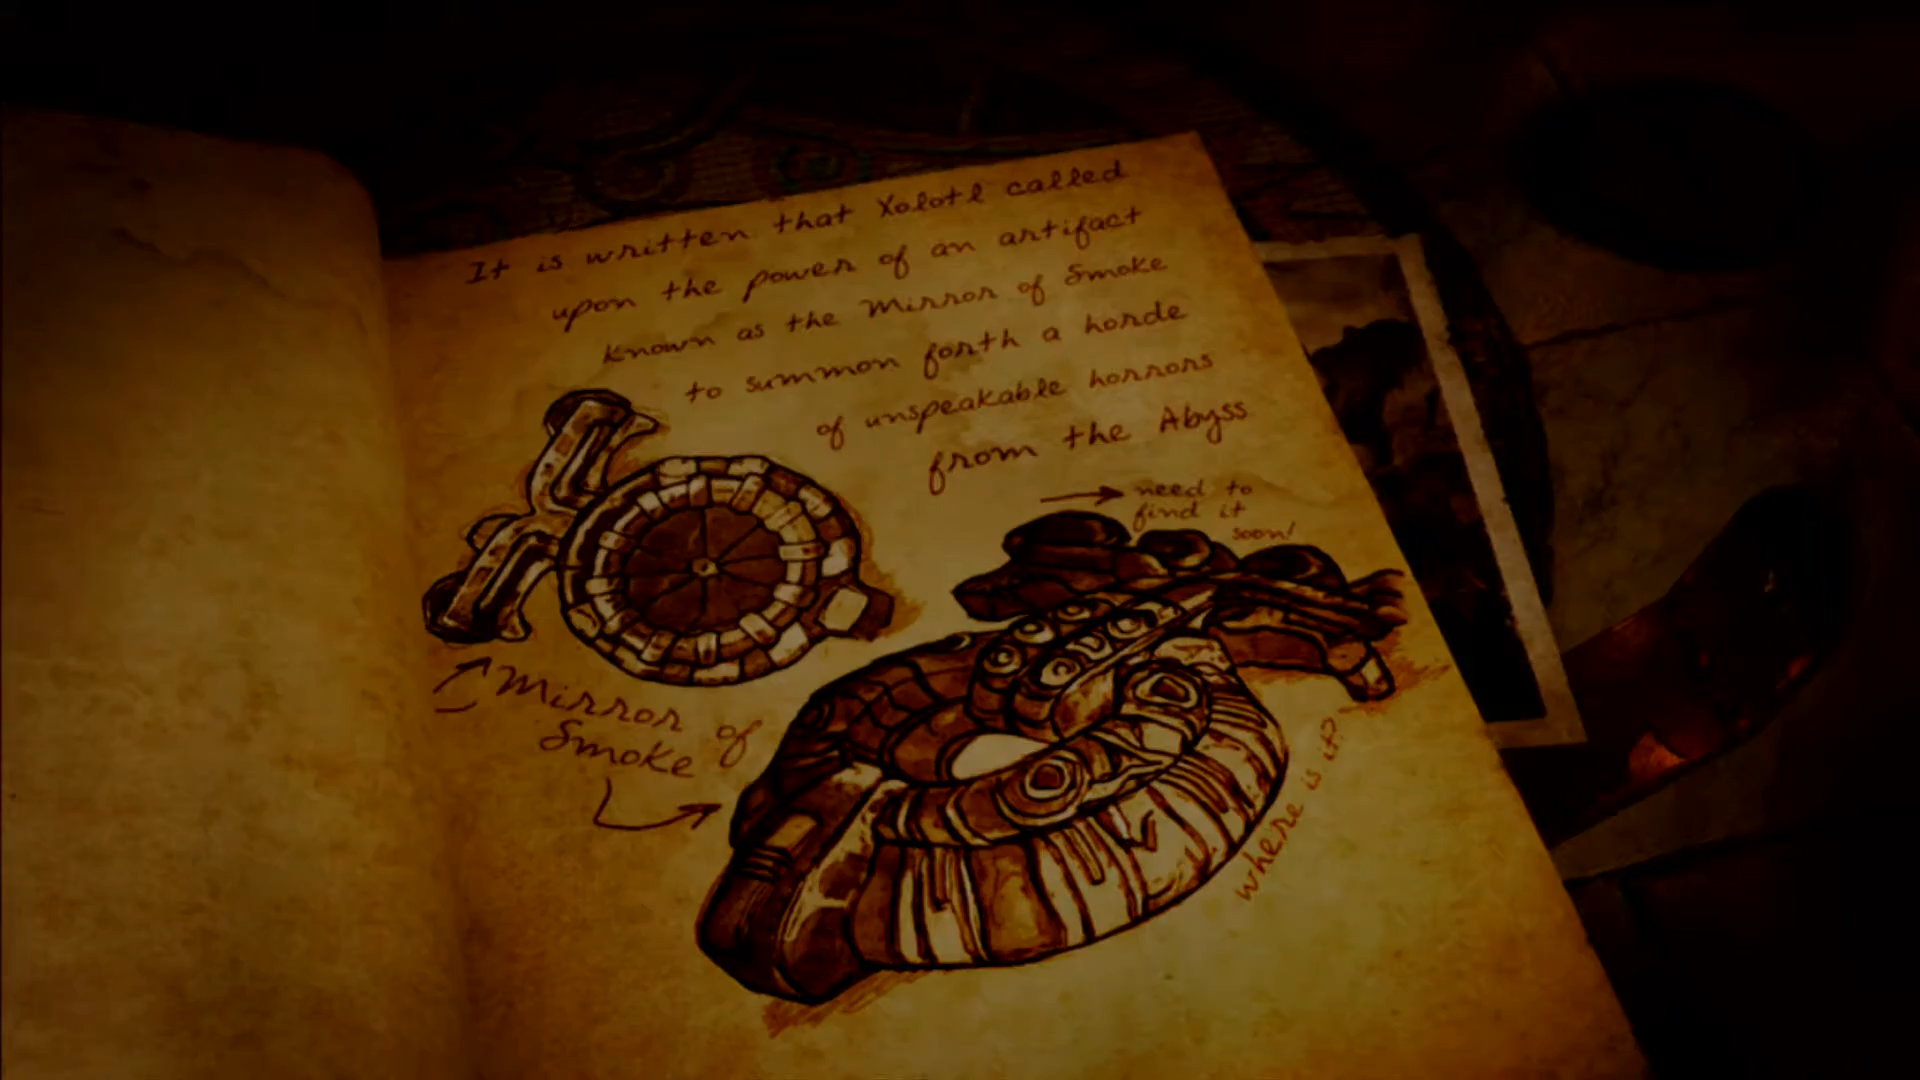 It is written that Xolotl called
upon the power of an artifact
known as the Mirror of Smoke
to summon forth a horde
of unspeakable horrors
from the Abyss
need to
find it
soon!
Mirror of
Smoke
where is it?